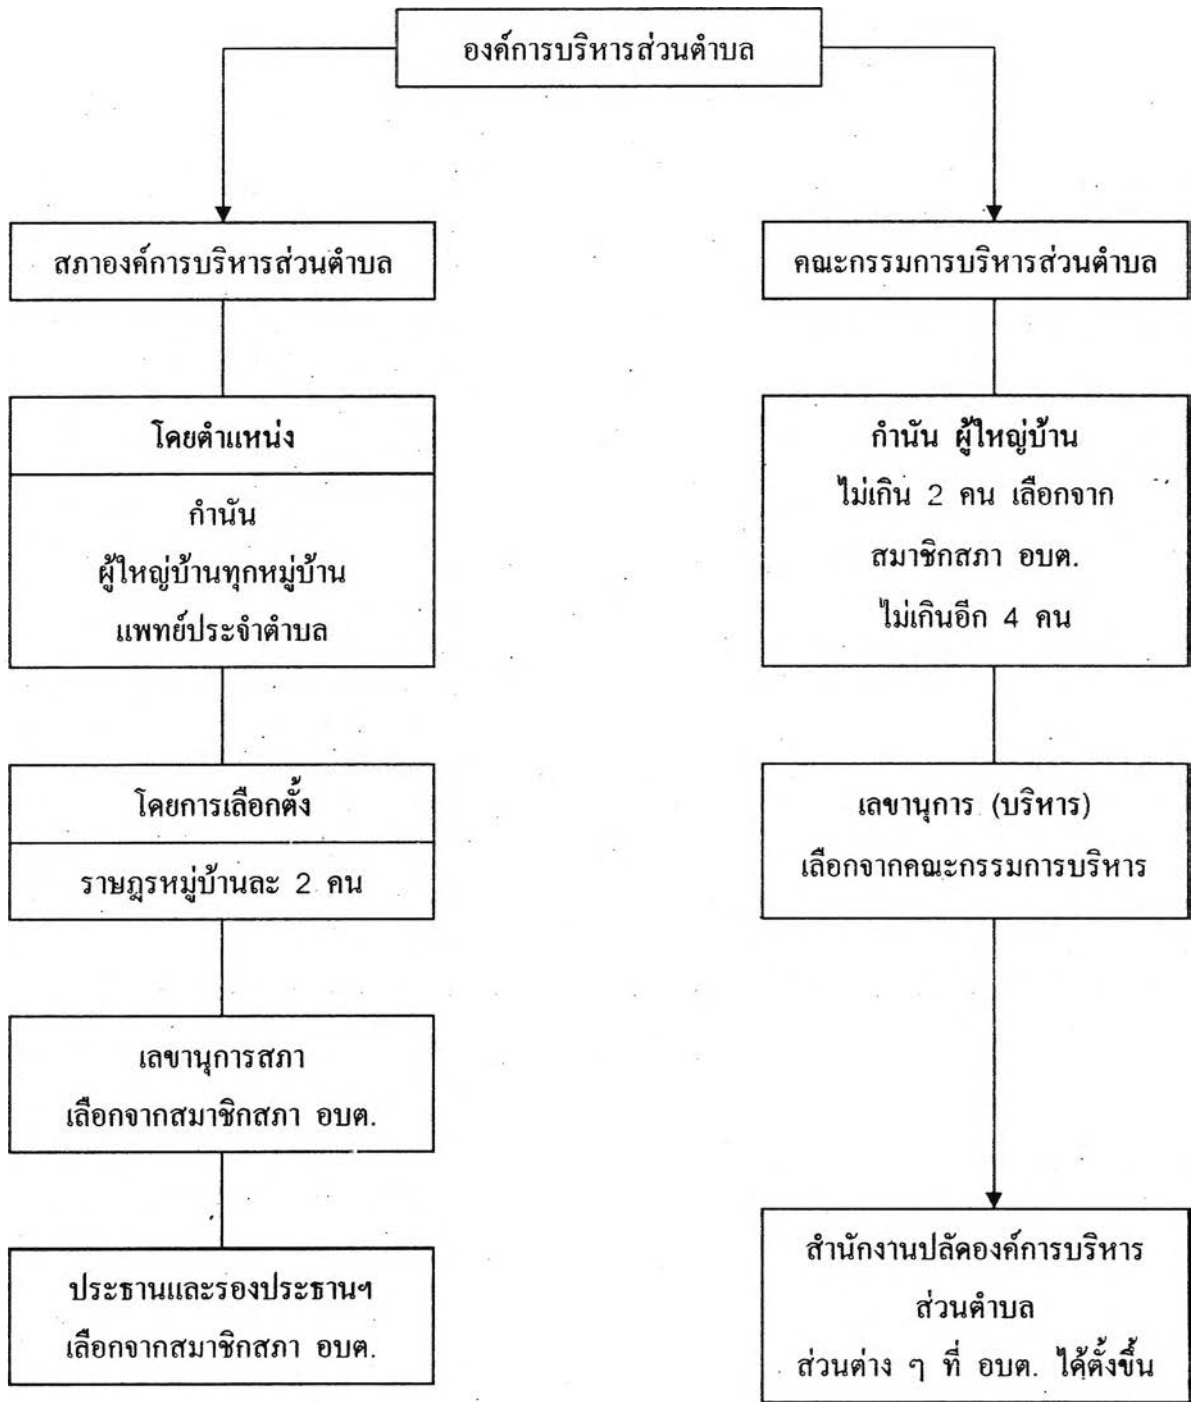 องค์การบริหารส่วนตำบล
สภาองค์การบริหารส่วนตำบล
โดยตำแหน่ง
กำนัน
ผู้ใหญ่บ้านทุกหมู่บ้าน
แพทย์ประจำตำบล
โดยการเลือกตั้ง
ราษฎรหมู่บ้านละ 2 คน
เลขานุการสภา
เลือกจากสมาชิกสภา อบต.
ประธานและรองประธานฯ
เลือกจากสมาชิกสภา อบต.
คณะกรรมการบริหารส่วนตำบล
กำนัน ผู้ใหญ่บ้าน
ไม่เกิน 2 คน เลือกจาก
สมาชิกสภา อบต.
ไม่เกินอีก 4 คน
เลขานุการ (บริหาร)
เลือกจากคณะกรรมการบริหาร
สำนักงานปลัดองค์การบริหาร
ส่วนตำบล
ส่วนต่าง ๆ ที่ อบต. ได้ตั้งขึ้น